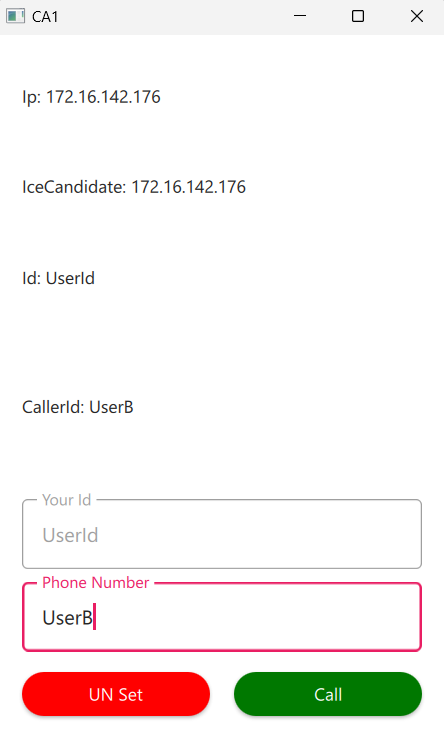 CA1
Ip: 172.16.142.176
IceCandidate: 172.16.142.176
Id: UserId
CallerId: UserB
Your Id
UserId
Phone Number
UserB
UN Set
Call